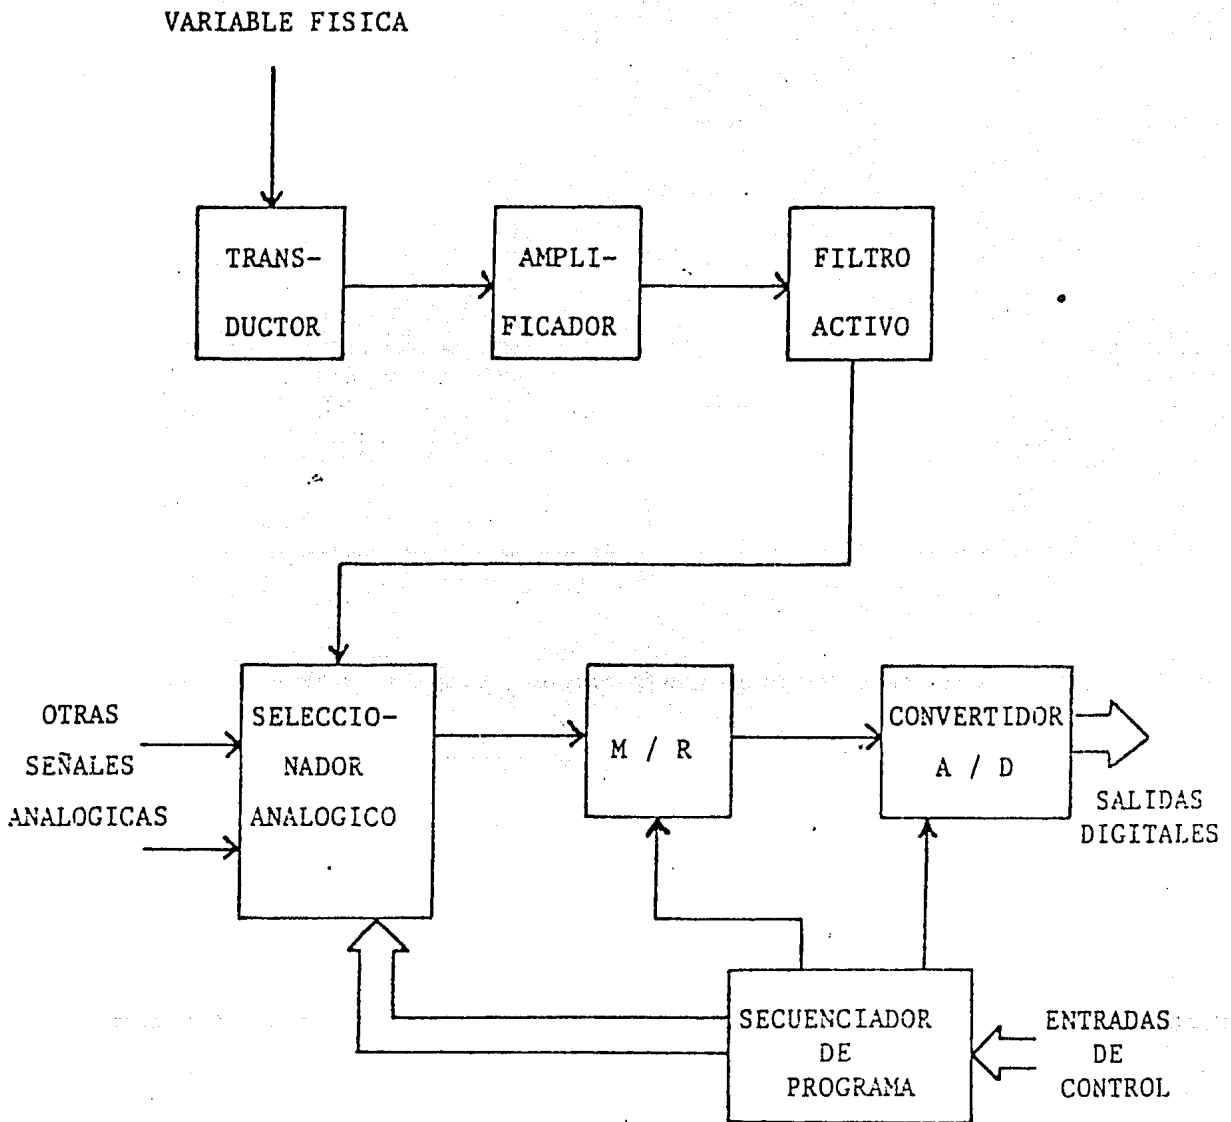 VARIABLE FISICA
TRANS-
DUCTOR
AMPLI-
FICADOR
FILTRO
ACTIVO
OTRAS
SEÑALES
ANALOGICAS
SELECCIO-
NADOR
ANALOGICO
M / R
CONVERTIDOR
A / D
SALIDAS
DIGITALES
SECUENCIADOR
DE
PROGRAMA
ENTRADAS
DE
CONTROL